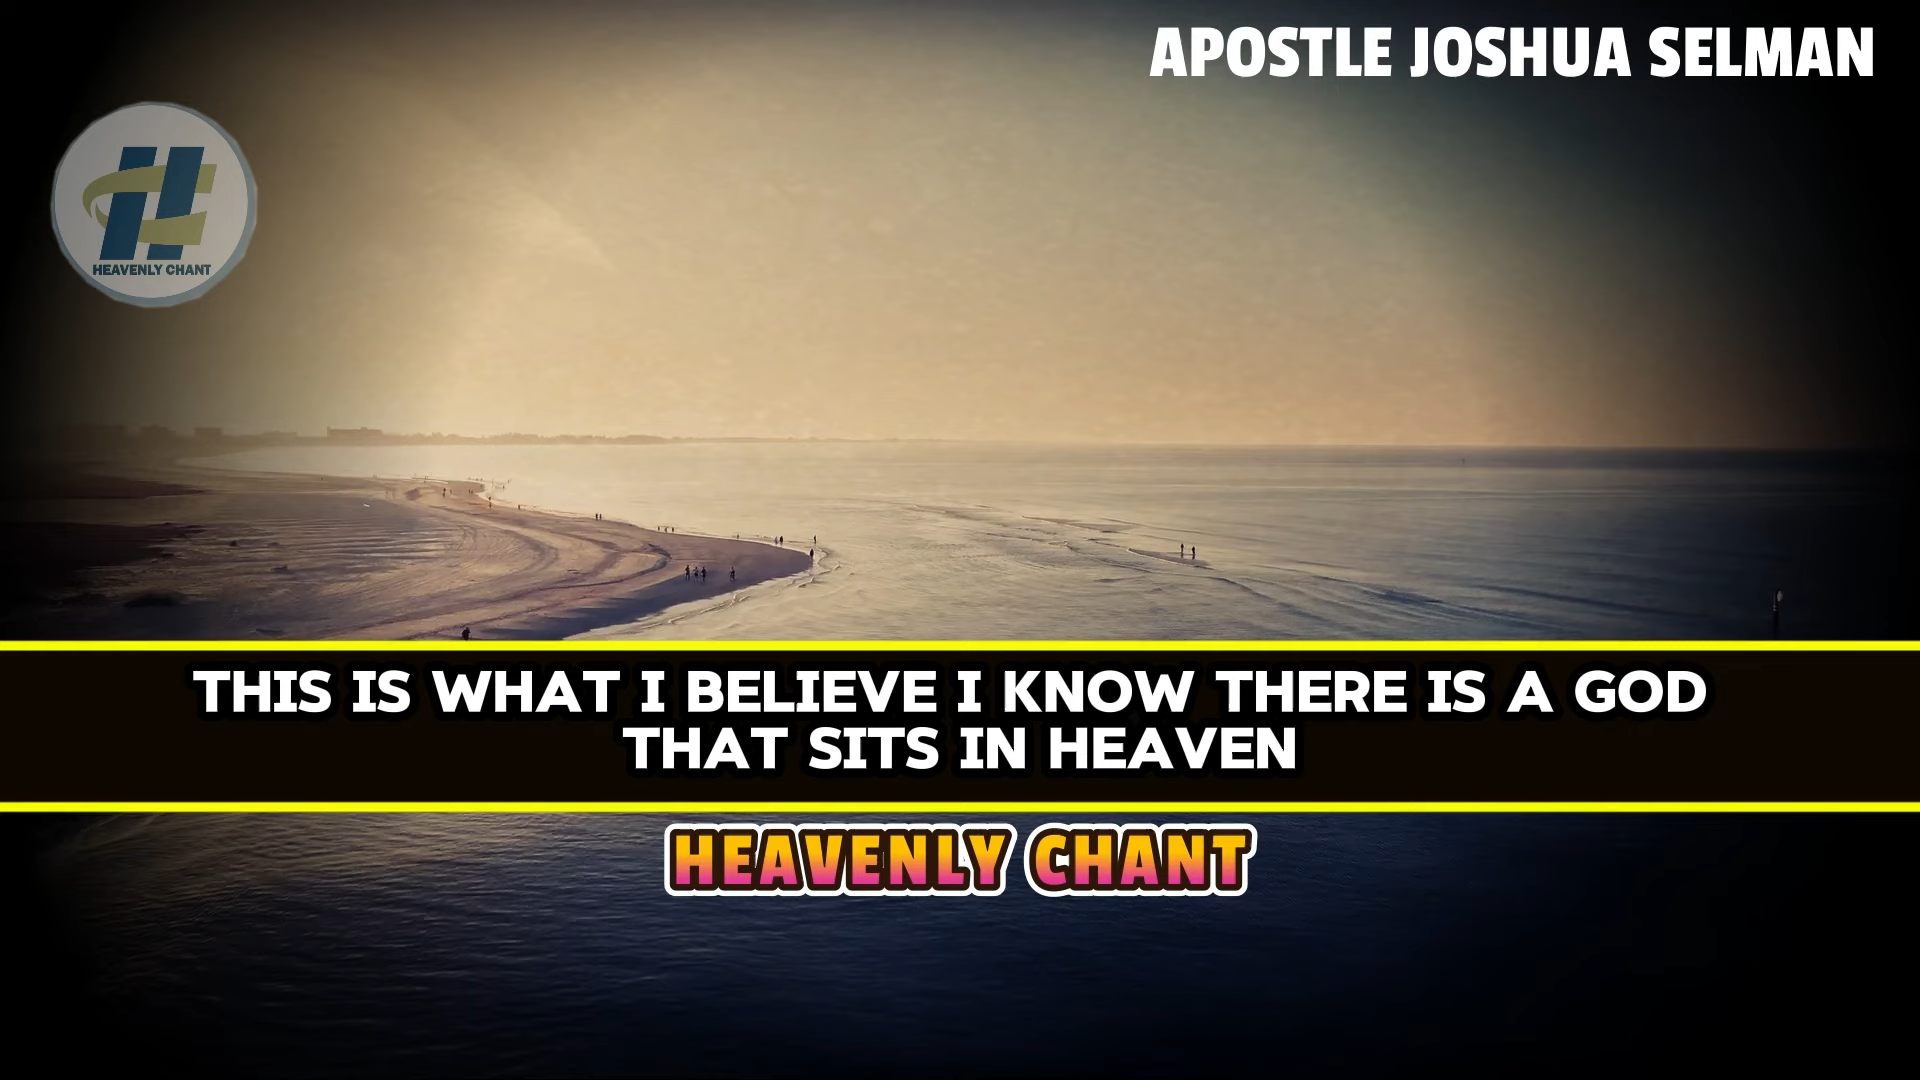 APOSTLE JOSHUA SELMAN
HEAVENLY CHANT
THIS IS WHAT I BELIEVE I KNOW THERE IS A GOD
THAT SITS IN HEAVEN
HEAVENLY CHANT